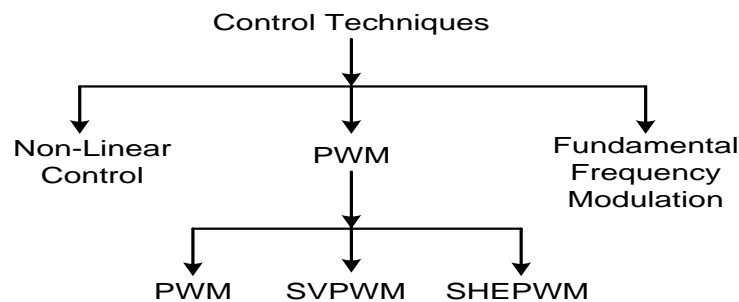 Control Techniques
Non-Linear
Control
PWM
Fundamental
Frequency
Modulation
PWM
SVPWM
SHEPWM